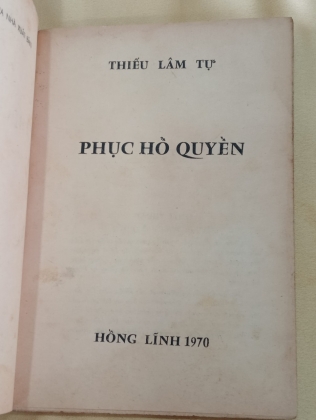 THIẾU LÂM TỰ
PHỤC HỔ QUYỀN
HỒNG LĨNH 1970